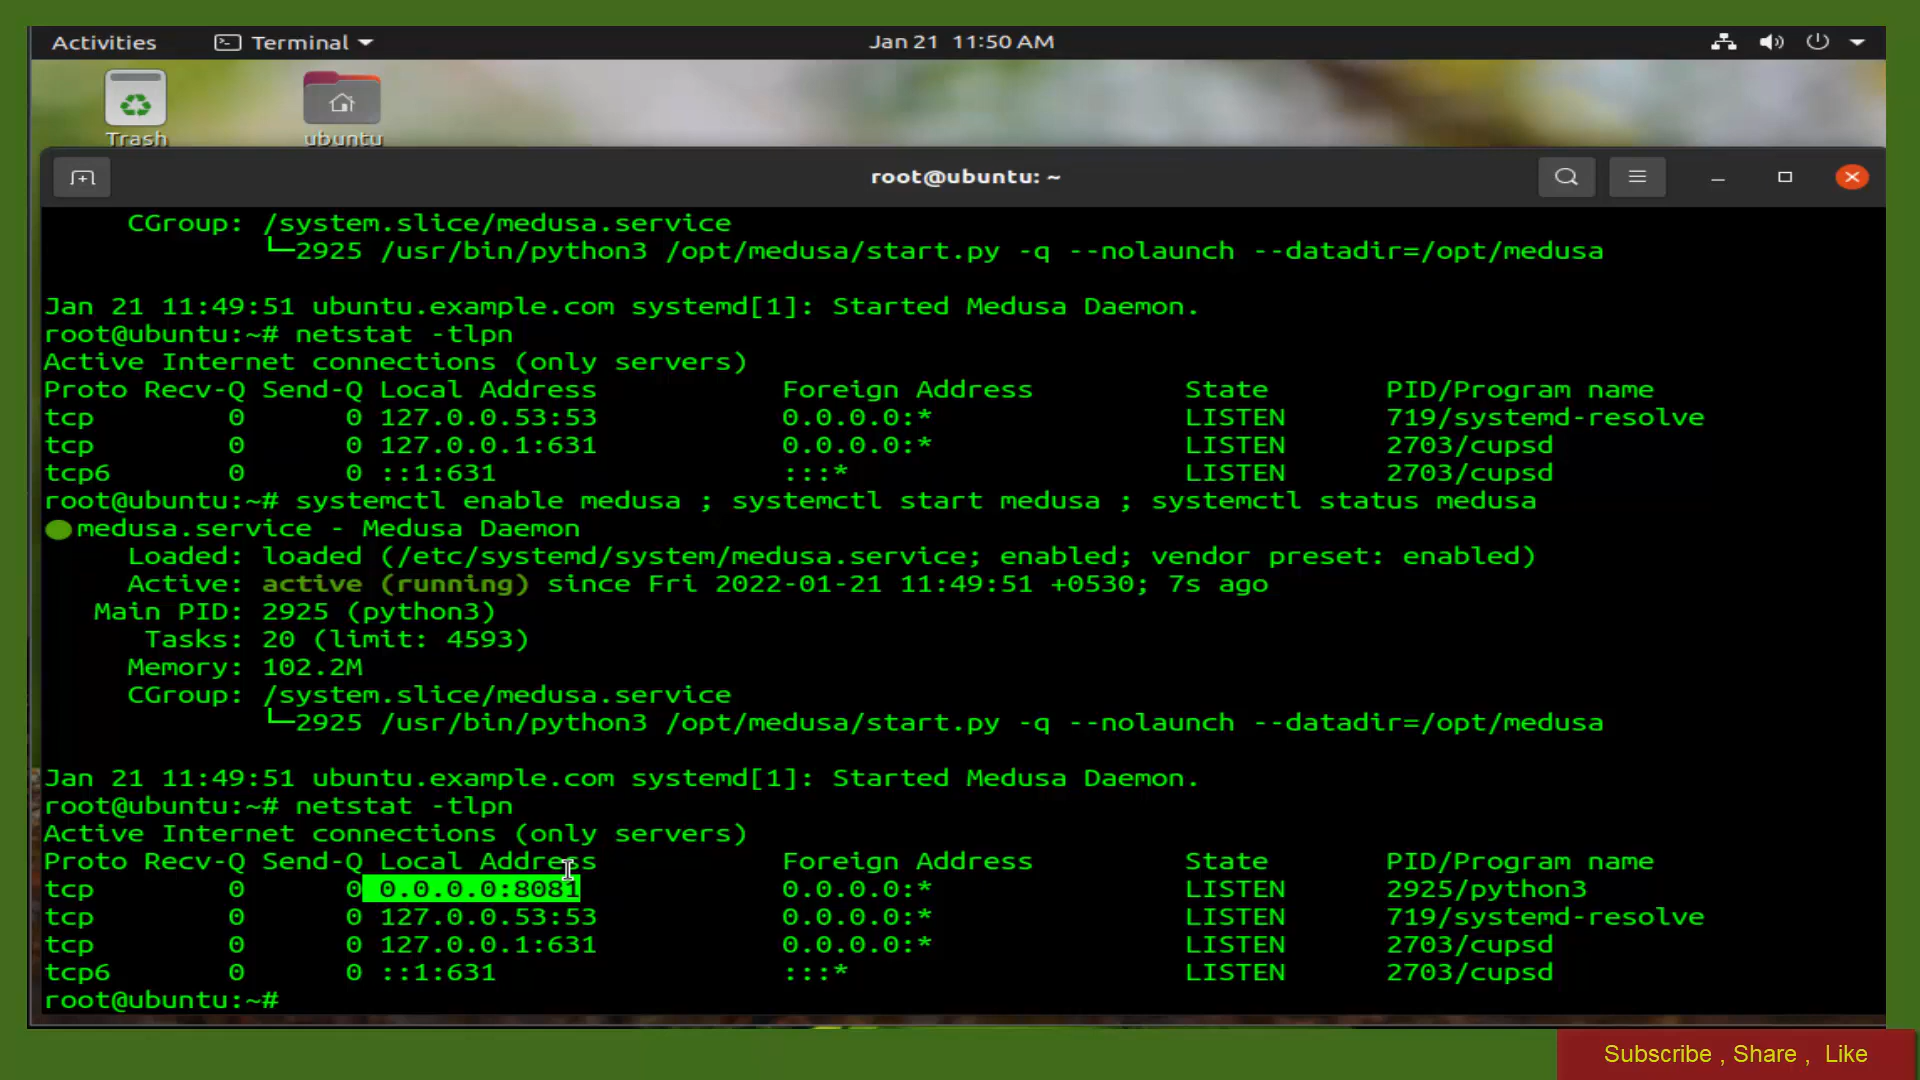 Activities Terminal Jan 21 11:50 AM
Trash ubuntu
root@ubuntu: ~
CGroup: /system.slice/medusa.service
└─2925 /usr/bin/python3 /opt/medusa/start.py -q --nolaunch --datadir=/opt/medusa
Jan 21 11:49:51 ubuntu.example.com systemd[1]: Started Medusa Daemon.
root@ubuntu:~# netstat -tlpn
Active Internet connections (only servers)
Proto Recv-Q Send-Q Local Address Foreign Address State PID/Program name
tcp 0 0 127.0.0.53:53 0.0.0.0:* LISTEN 719/systemd-resolve
tcp 0 0 127.0.0.1:631 0.0.0.0:* LISTEN 2703/cupsd
tcp6 0 0 ::1:631 :::* LISTEN 2703/cupsd
root@ubuntu:~# systemctl enable medusa ; systemctl start medusa ; systemctl status medusa
● medusa.service - Medusa Daemon
Loaded: loaded (/etc/systemd/system/medusa.service; enabled; vendor preset: enabled)
Active: active (running) since Fri 2022-01-21 11:49:51 +0530; 7s ago
Main PID: 2925 (python3)
Tasks: 20 (limit: 4593)
Memory: 102.2M
CGroup: /system.slice/medusa.service
└─2925 /usr/bin/python3 /opt/medusa/start.py -q --nolaunch --datadir=/opt/medusa
Jan 21 11:49:51 ubuntu.example.com systemd[1]: Started Medusa Daemon.
root@ubuntu:~# netstat -tlpn
Active Internet connections (only servers)
Proto Recv-Q Send-Q Local Address Foreign Address State PID/Program name
tcp 0 0 0.0.0.0:8081 0.0.0.0:* LISTEN 2925/python3
tcp 0 0 127.0.0.53:53 0.0.0.0:* LISTEN 719/systemd-resolve
tcp 0 0 127.0.0.1:631 0.0.0.0:* LISTEN 2703/cupsd
tcp6 0 0 ::1:631 :::* LISTEN 2703/cupsd
root@ubuntu:~#
Subscribe , Share , Like